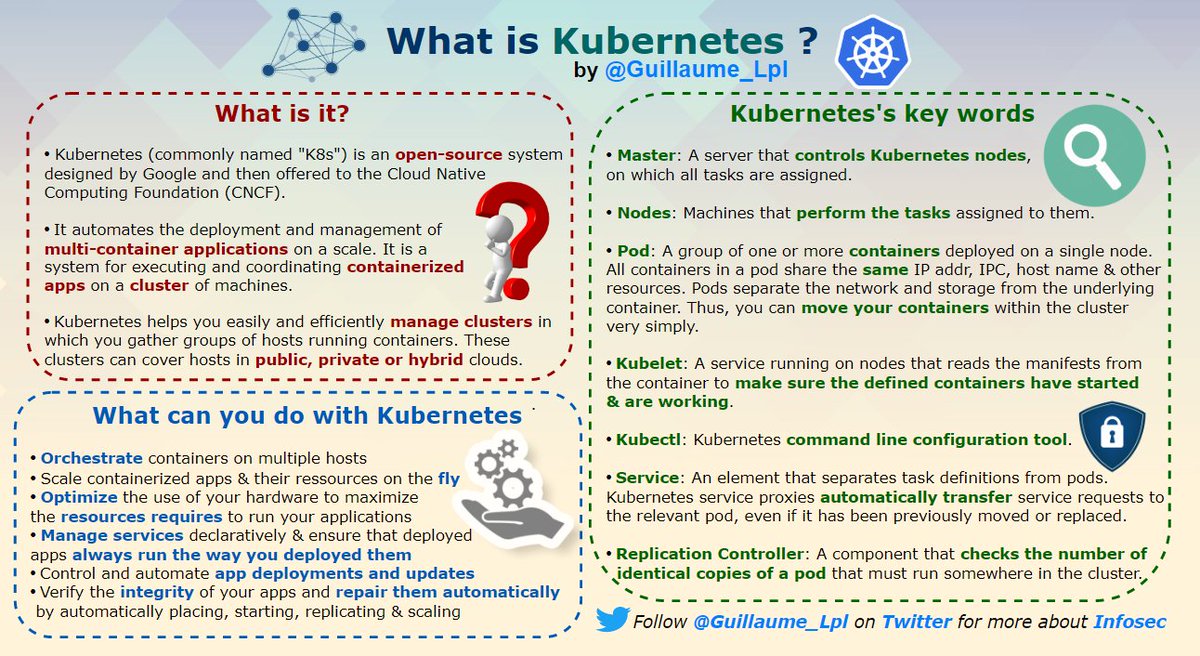 What is Kubernetes ?
by @Guillaume_Lpl
What is it?
• Kubernetes (commonly named "K8s") is an open-source system
designed by Google and then offered to the Cloud Native
Computing Foundation (CNCF).
• It automates the deployment and management of
multi-container applications on a scale. It is a
system for executing and coordinating containerized
apps on a cluster of machines.
• Kubernetes helps you easily and efficiently manage clusters in
which you gather groups of hosts running containers. These
clusters can cover hosts in public, private or hybrid clouds.
What can you do with Kubernetes
• Orchestrate containers on multiple hosts
• Scale containerized apps & their ressources on the fly
• Optimize the use of your hardware to maximize
the resources requires to run your applications
• Manage services declaratively & ensure that deployed
apps always run the way you deployed them
• Control and automate app deployments and updates
• Verify the integrity of your apps and repair them automatically
by automatically placing, starting, replicating & scaling
Kubernetes's key words
• Master: A server that controls Kubernetes nodes,
on which all tasks are assigned.
• Nodes: Machines that perform the tasks assigned to them.
• Pod: A group of one or more containers deployed on a single node.
All containers in a pod share the same IP addr, IPC, host name & other
resources. Pods separate the network and storage from the underlying
container. Thus, you can move your containers within the cluster
very simply.
• Kubelet: A service running on nodes that reads the manifests from
the container to make sure the defined containers have started
& are working.
• Kubectl: Kubernetes command line configuration tool.
• Service: An element that separates task definitions from pods.
Kubernetes service proxies automatically transfer service requests to
the relevant pod, even if it has been previously moved or replaced.
• Replication Controller: A component that checks the number of
identical copies of a pod that must run somewhere in the cluster.
Follow @Guillaume_Lpl on Twitter for more about Infosec